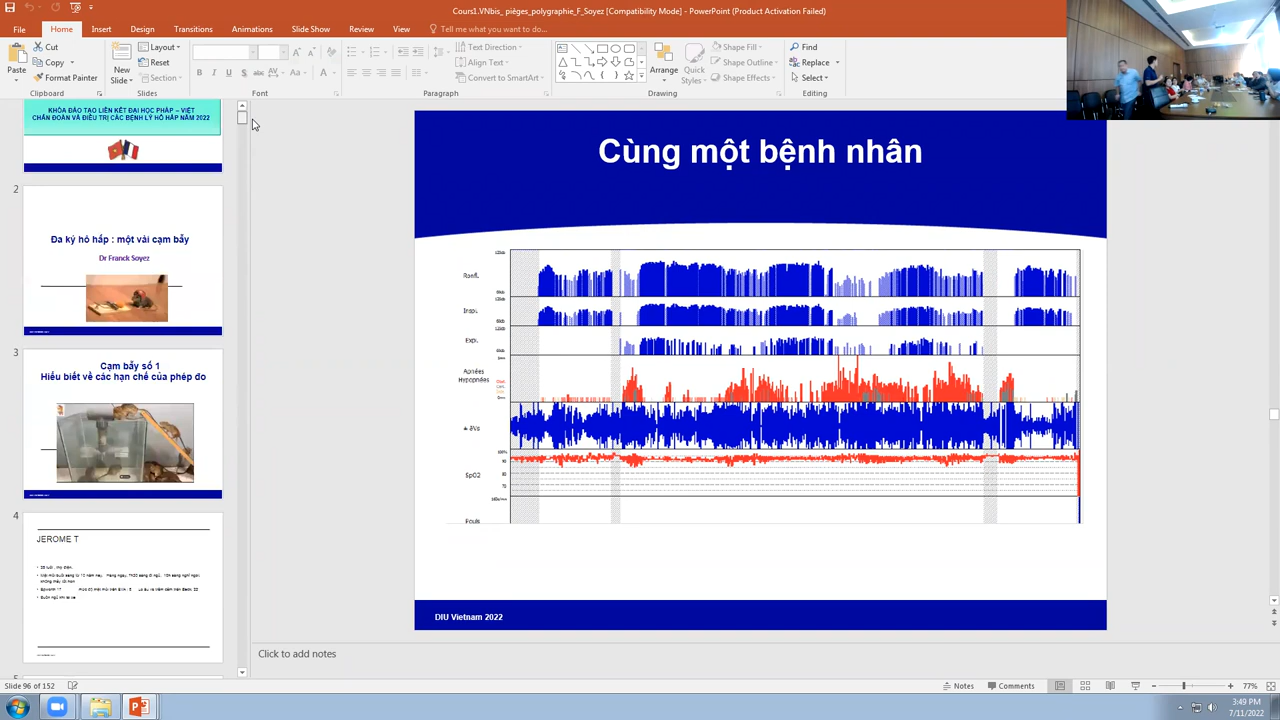 Cours1.VNbis_ pièges_polygraphie_F_Soyez [Compatibility Mode] - PowerPoint (Product Activation Failed)
File Home Insert Design Transitions Animations Slide Show Review View Tell me what you want to do...
Paste
Cut
Copy
Format Painter
Clipboard
New Slide
Layout
Reset
Section
Slides
Font
Text Direction
Align Text
Convert to SmartArt
Paragraph
Arrange
Quick Styles
Shape Fill
Shape Outline
Shape Effects
Drawing
Find
Replace
Select
Editing
KHÓA ĐÀO TẠO LIÊN KẾT ĐẠI HỌC PHÁP – VIỆT
CHẨN ĐOÁN VÀ ĐIỀU TRỊ CÁC BỆNH LÝ HÔ HẤP NĂM 2022
2
Đa ký hô hấp : một vài cạm bẫy
Dr Franck Soyez
3
Cạm bẫy số 1
Hiểu biết về các hạn chế của phép đo
4
JEROME T
Cùng một bệnh nhân
Ronfl.
Inspi.
Expi.
Apnées
Hypopnées
SpO2
Pouls
DIU Vietnam 2022
Click to add notes
Slide 96 of 152
Notes
Comments
77%
3:49 PM
7/11/2022